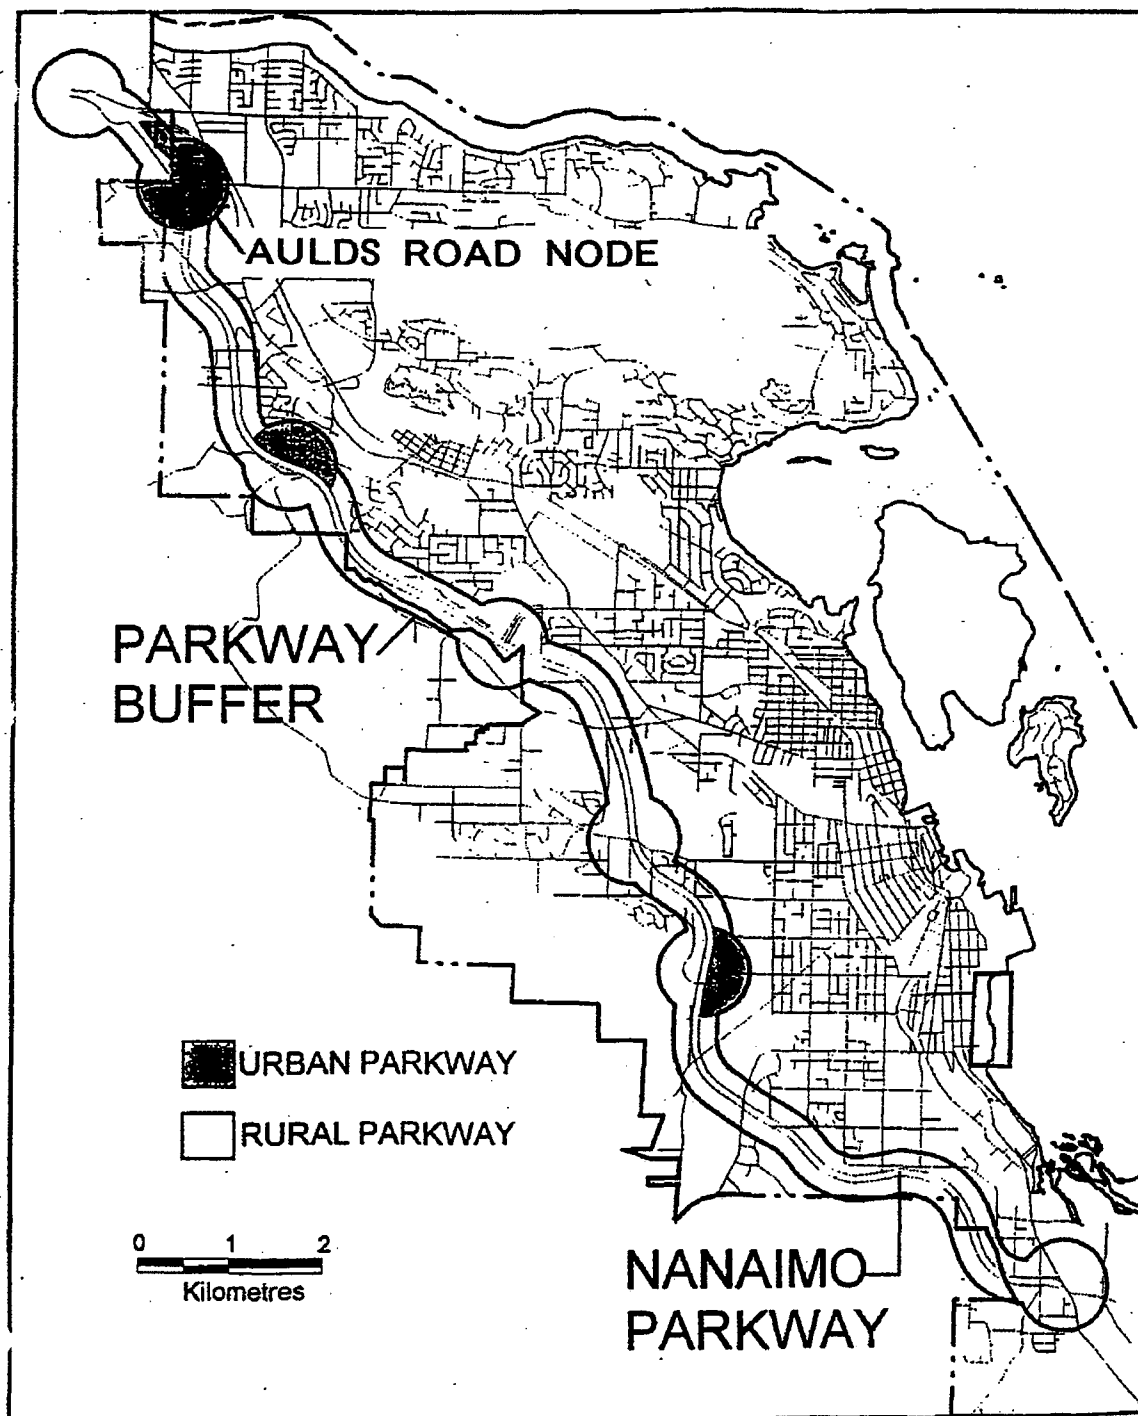 AULDS ROAD NODE
PARKWAY
BUFFER
URBAN PARKWAY
RURAL PARKWAY
0 1 2
Kilometres
NANAIMO
PARKWAY